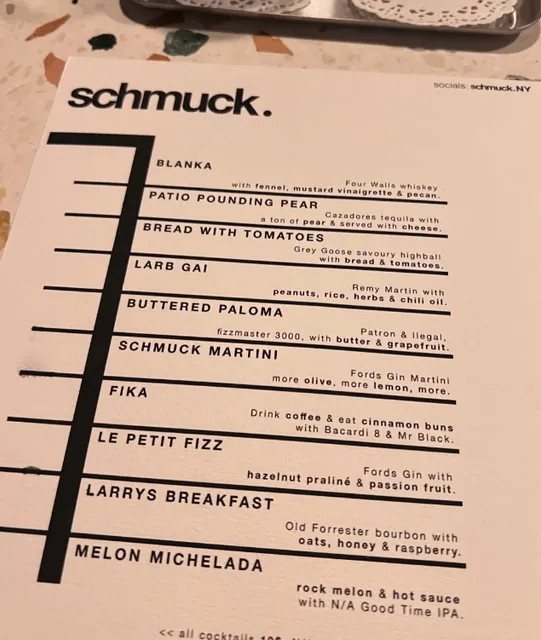 socials: schmuck.NY
schmuck.
BLANKA
Four Walls whiskey
with fennel, mustard vinaigrette & pecan.
PATIO POUNDING PEAR
Cazadores tequila with
a ton of pear & served with cheese.
BREAD WITH TOMATOES
Grey Goose savoury highball
with bread & tomatoes.
LARB GAI
Remy Martin with
peanuts, rice, herbs & chili oil.
BUTTERED PALOMA
Patron & Ilegal,
fizzmaster 3000, with butter & grapefruit.
SCHMUCK MARTINI
Fords Gin Martini
more olive, more lemon, more.
FIKA
Drink coffee & eat cinnamon buns
with Bacardi 8 & Mr Black.
LE PETIT FIZZ
Fords Gin with
hazelnut praliné & passion fruit.
LARRYS BREAKFAST
Old Forrester bourbon with
oats, honey & raspberry.
MELON MICHELADA
rock melon & hot sauce
with N/A Good Time IPA.
<< all cocktails